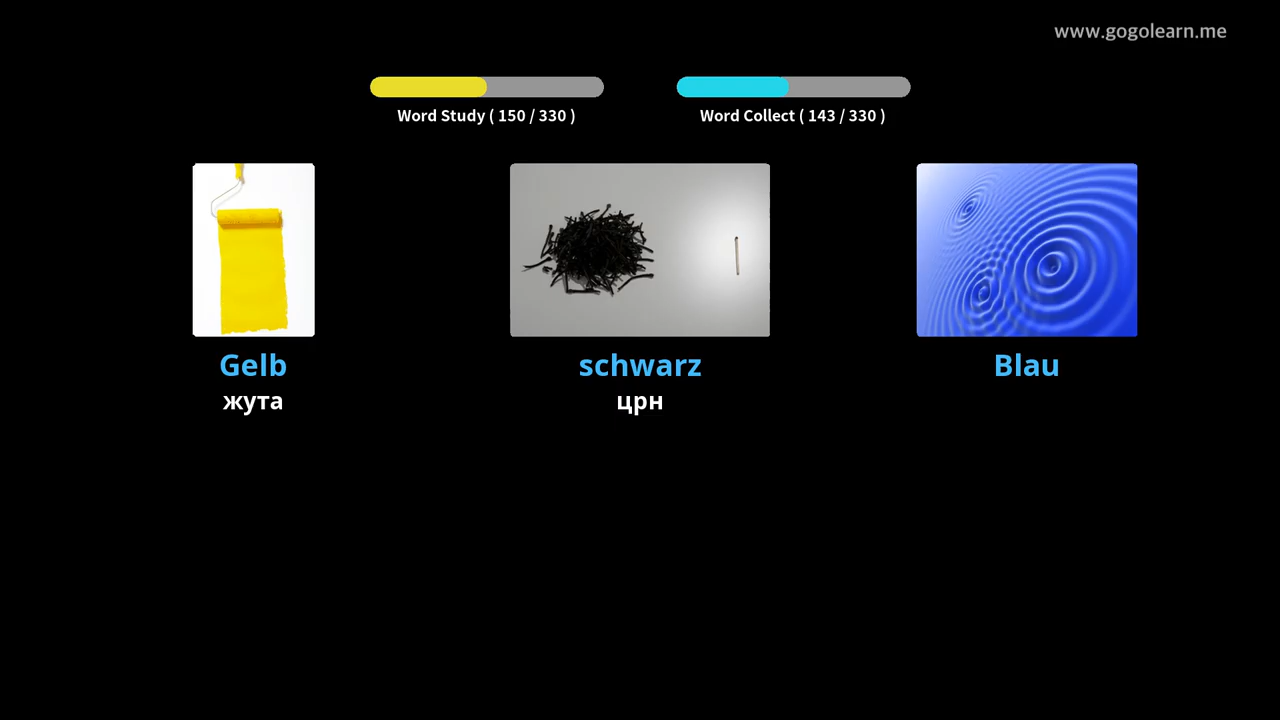 www.gogolearn.me
Word Study ( 150 / 330 )
Word Collect ( 143 / 330 )
Gelb
жута
schwarz
црн
Blau